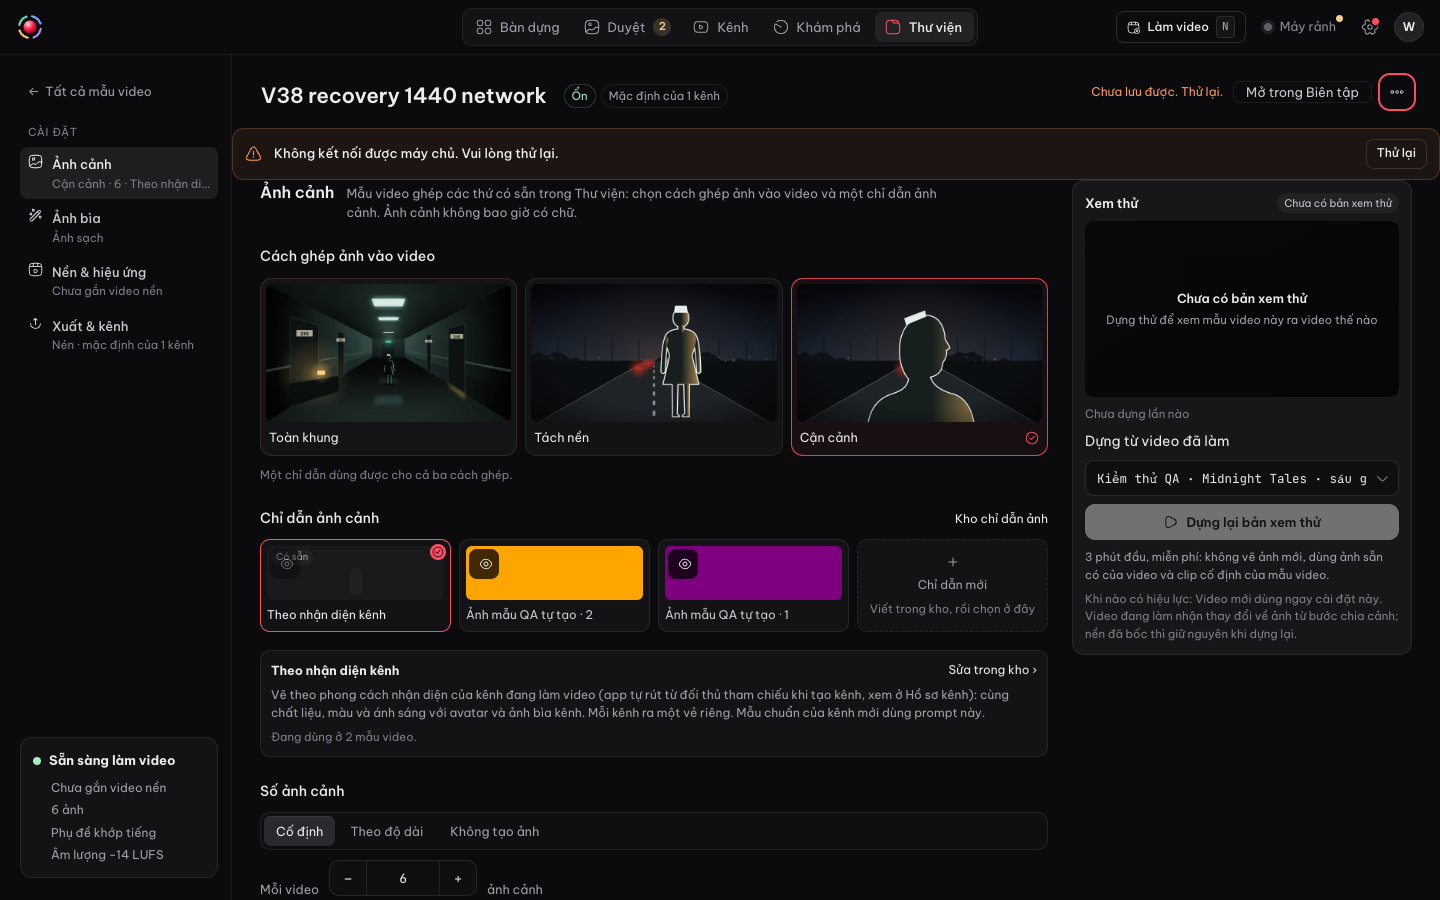 Bàn dựng
Duyệt 2
Kênh
Khám phá
Thư viện
Làm video N
Máy rảnh
W
← Tất cả mẫu video
CÀI ĐẶT
Ảnh cảnh
Cận cảnh · 6 · Theo nhận di...
Ảnh bìa
Ảnh sạch
Nền & hiệu ứng
Chưa gắn video nền
Xuất & kênh
Nén · mặc định của 1 kênh
Sẵn sàng làm video
Chưa gắn video nền
6 ảnh
Phụ đề khớp tiếng
Âm lượng -14 LUFS
V38 recovery 1440 network
Ổn
Mặc định của 1 kênh
Chưa lưu được. Thử lại.
Mở trong Biên tập
Không kết nối được máy chủ. Vui lòng thử lại.
Thử lại
Ảnh cảnh
Mẫu video ghép các thứ có sẵn trong Thư viện: chọn cách ghép ảnh vào video và một chỉ dẫn ảnh
cảnh. Ảnh cảnh không bao giờ có chữ.
Cách ghép ảnh vào video
Toàn khung
Tách nền
Cận cảnh
Một chỉ dẫn dùng được cho cả ba cách ghép.
Chỉ dẫn ảnh cảnh
Kho chỉ dẫn ảnh
Có sẵn
Theo nhận diện kênh
Ảnh mẫu QA tự tạo · 2
Ảnh mẫu QA tự tạo · 1
+
Chỉ dẫn mới
Viết trong kho, rồi chọn ở đây
Theo nhận diện kênh
Sửa trong kho ›
Vẽ theo phong cách nhận diện của kênh đang làm video (app tự rút từ đối thủ tham chiếu khi tạo kênh, xem ở Hồ sơ kênh): cùng
chất liệu, màu và ánh sáng với avatar và ảnh bìa kênh. Mỗi kênh ra một vẻ riêng. Mẫu chuẩn của kênh mới dùng prompt này.
Đang dùng ở 2 mẫu video.
Số ảnh cảnh
Cố định
Theo độ dài
Không tạo ảnh
Mỗi video − 6 + ảnh cảnh
Xem thử
Chưa có bản xem thử
Chưa có bản xem thử
Dựng thử để xem mẫu video này ra video thế nào
Chưa dựng lần nào
Dựng từ video đã làm
Kiểm thử QA · Midnight Tales · sáu g
Dựng lại bản xem thử
3 phút đầu, miễn phí: không vẽ ảnh mới, dùng ảnh sẵn
có của video và clip cố định của mẫu video.
Khi nào có hiệu lực: Video mới dùng ngay cài đặt này.
Video đang làm nhận thay đổi về ảnh từ bước chia cảnh;
nền đã bốc thì giữ nguyên khi dựng lại.